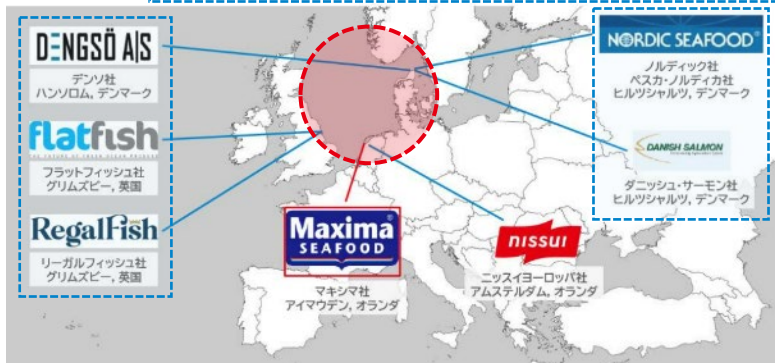 DENGSÖ A|S
デンソ社
ハンソロム, デンマーク
flatfish
フラットフィッシュ社
グリムズビー, 英国
RegalFish
リーガルフィッシュ社
グリムズビー, 英国
Maxima®
SEAFOOD
マキシマ社
アイマウデン, オランダ
nissui
ニッスイヨーロッパ社
アムステルダム, オランダ
NORDIC SEAFOOD®
ノルディック社
ペスカ・ノルディカ社
ヒルツシャルツ, デンマーク
DANISH SALMON
ダニッシュ・サーモン社
ヒルツシャルツ, デンマーク